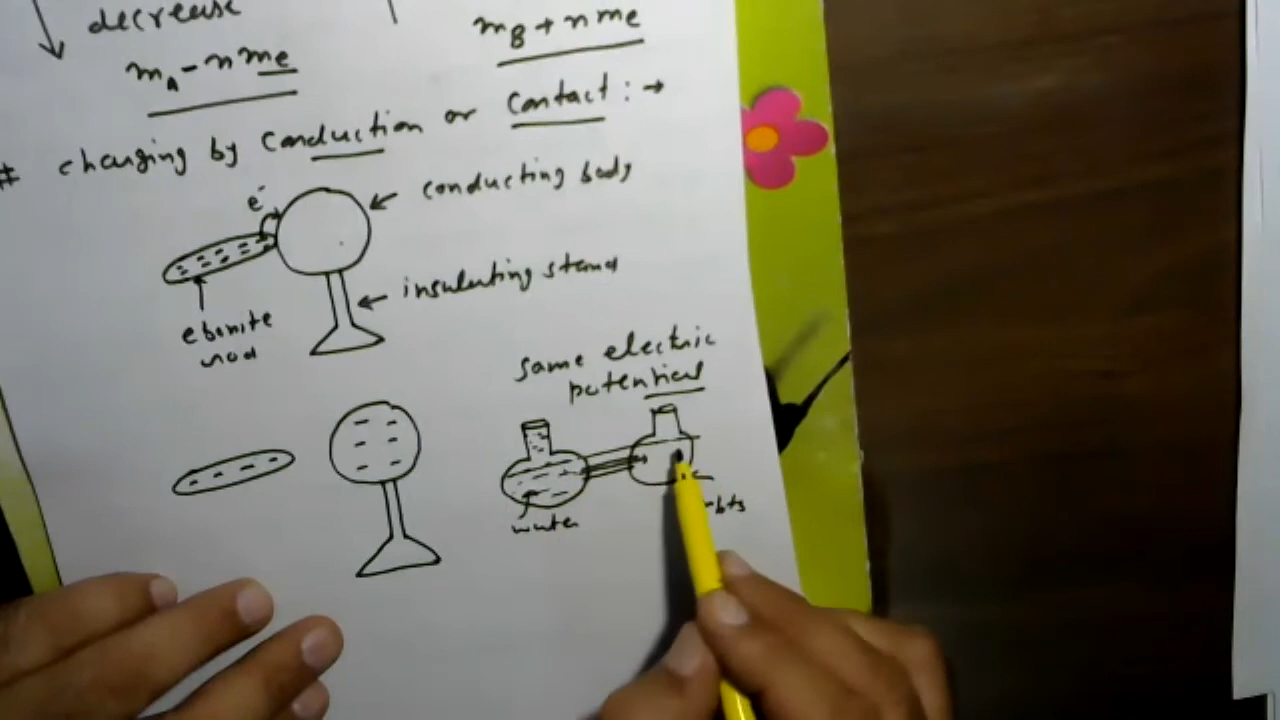 decrease
mA - nme
mB + nme
# charging by conduction or contact : →
e-
conducting body
insulating stand
ebonite
rod
same electric
potential
water